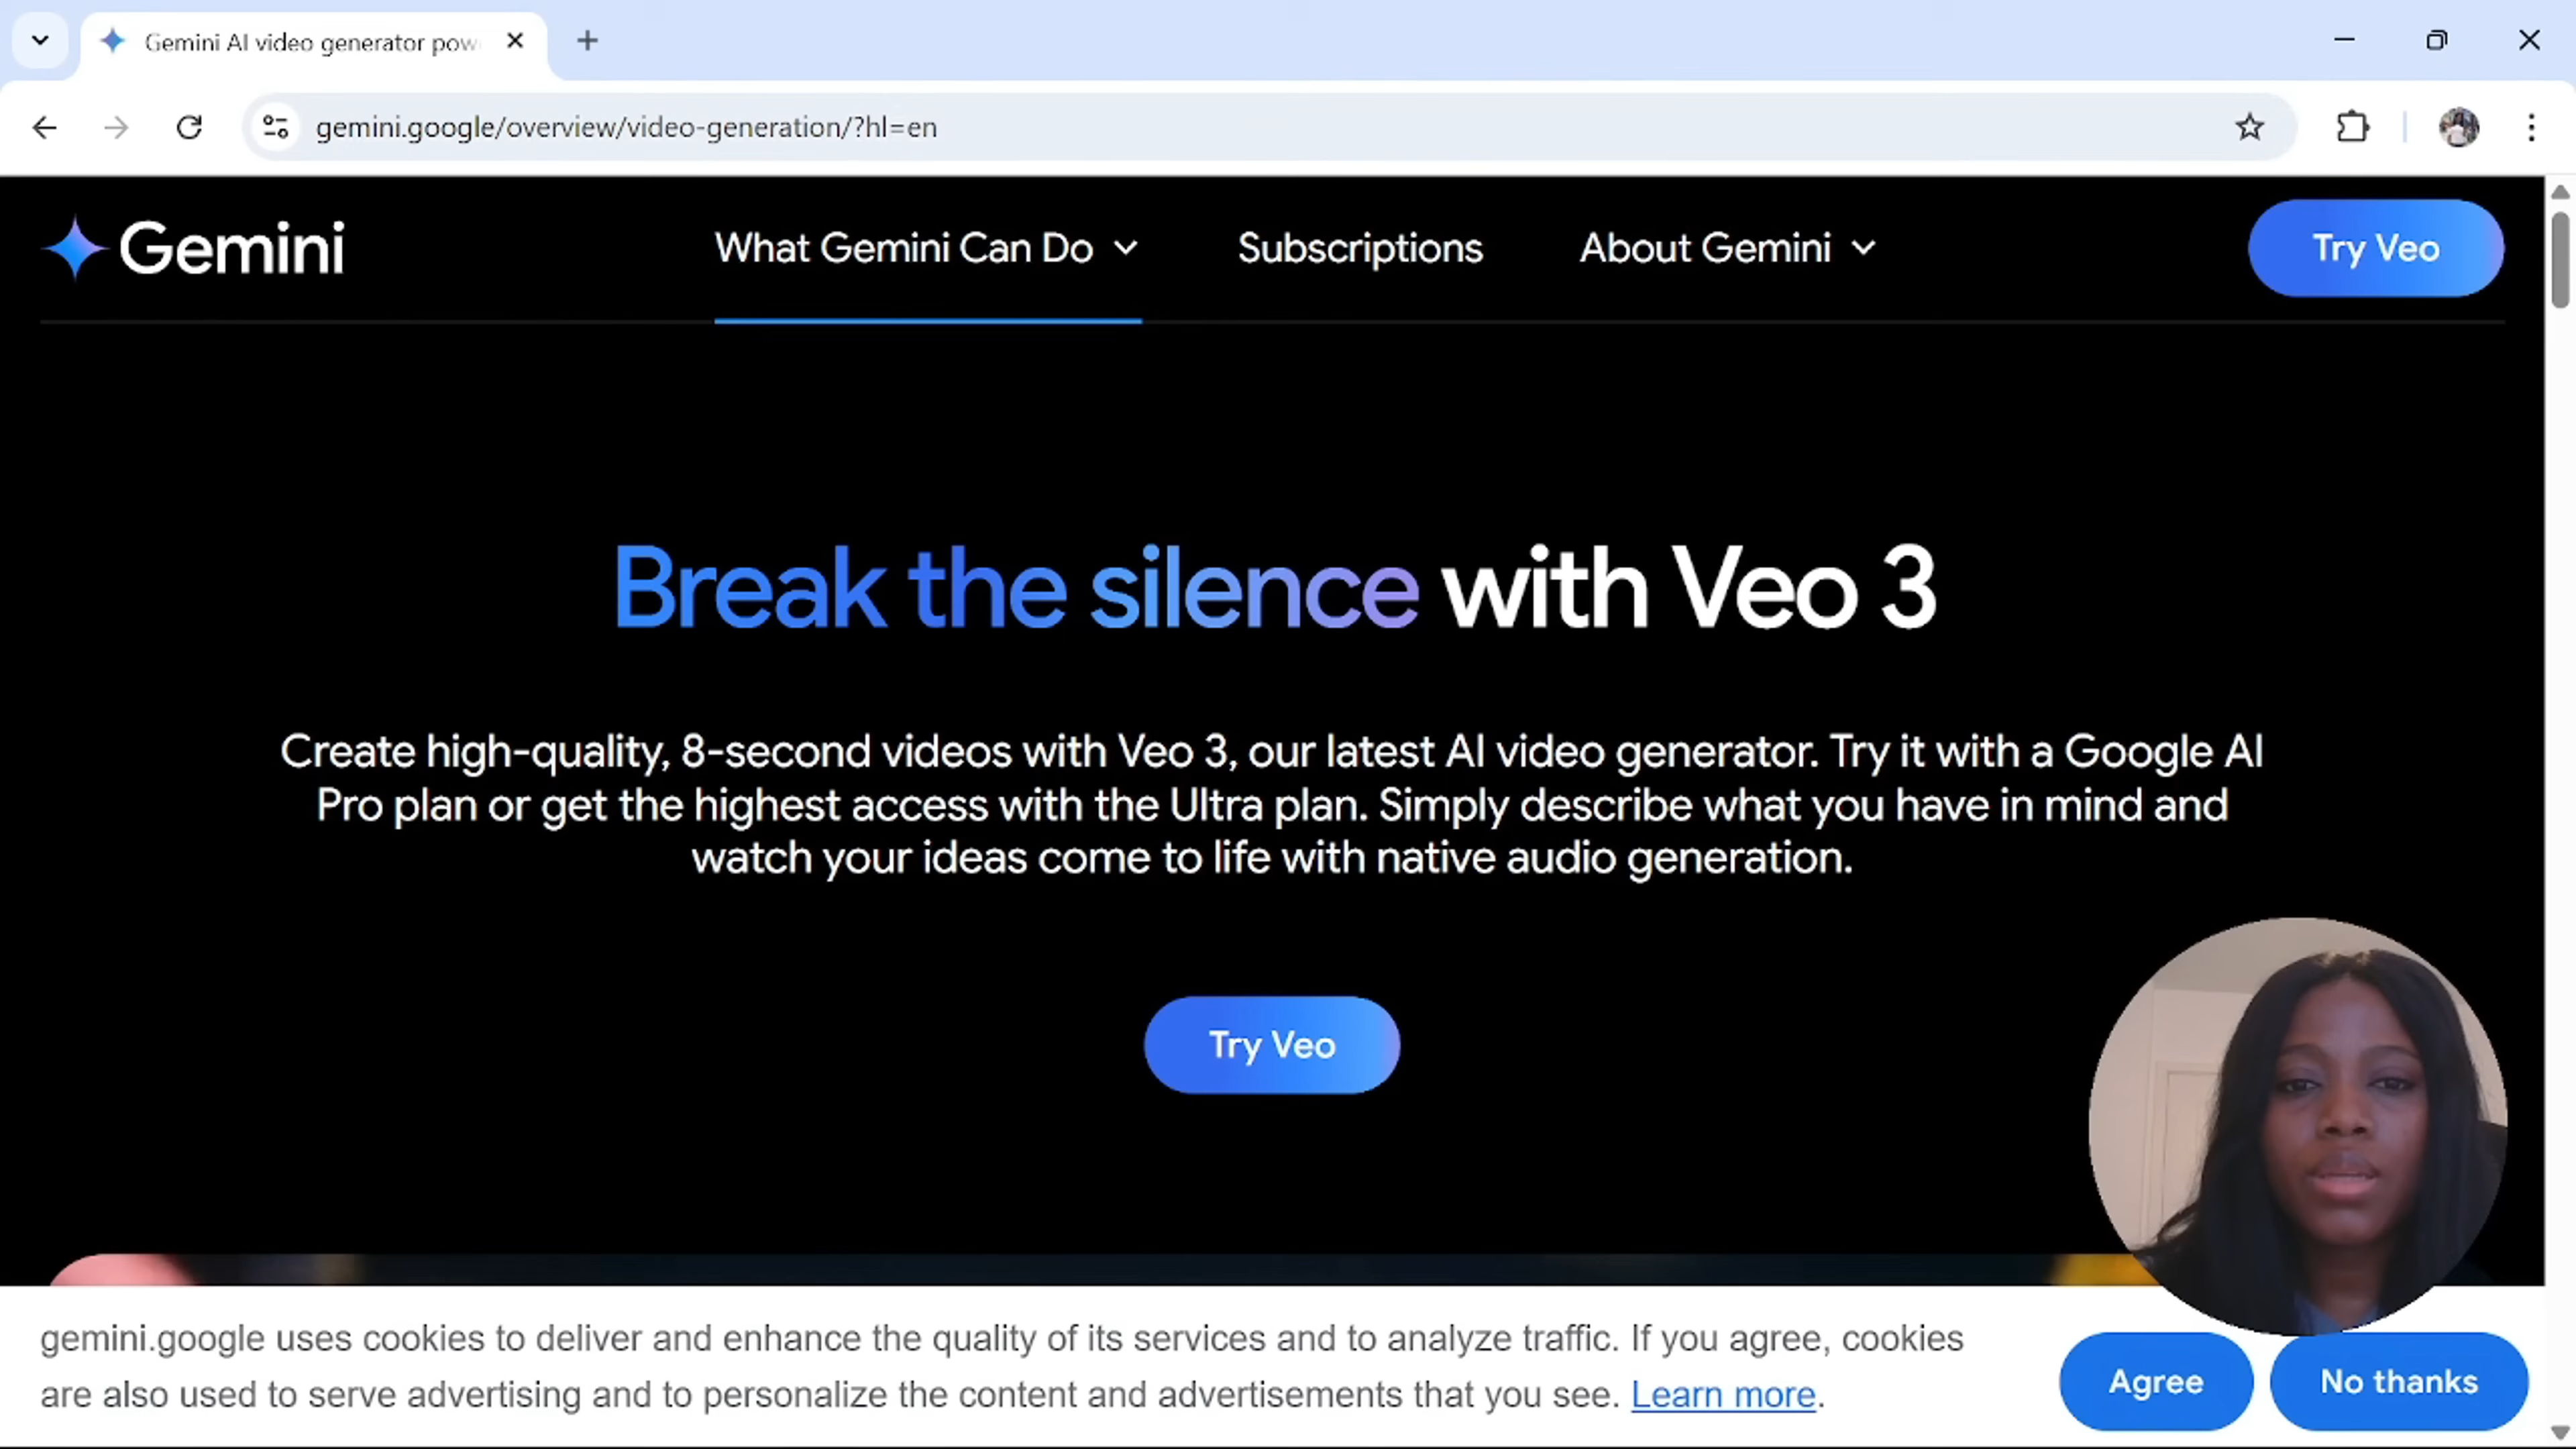 Gemini AI video generator pow
gemini.google/overview/video-generation/?hl=en
Gemini
What Gemini Can Do
Subscriptions
About Gemini
Try Veo
Break the silence with Veo 3
Create high-quality, 8-second videos with Veo 3, our latest AI video generator. Try it with a Google AI
Pro plan or get the highest access with the Ultra plan. Simply describe what you have in mind and
watch your ideas come to life with native audio generation.
Try Veo
gemini.google uses cookies to deliver and enhance the quality of its services and to analyze traffic. If you agree, cookies
are also used to serve advertising and to personalize the content and advertisements that you see. Learn more.
Agree
No thanks